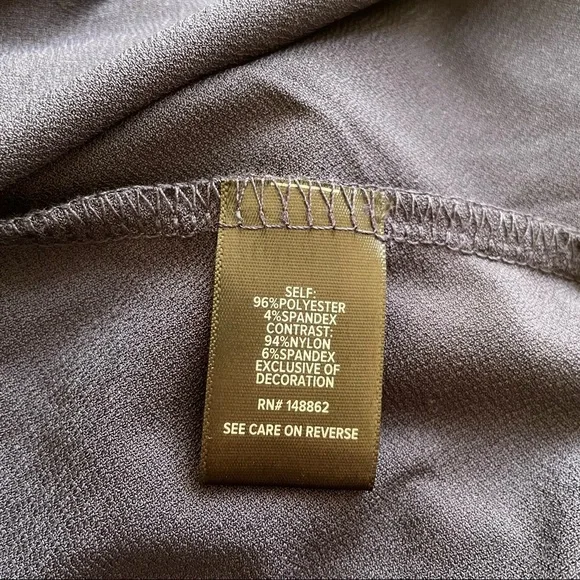 SELF:
96%POLYESTER
4%SPANDEX
CONTRAST:
94%NYLON
6%SPANDEX
EXCLUSIVE OF
DECORATION
RN# 148862
SEE CARE ON REVERSE